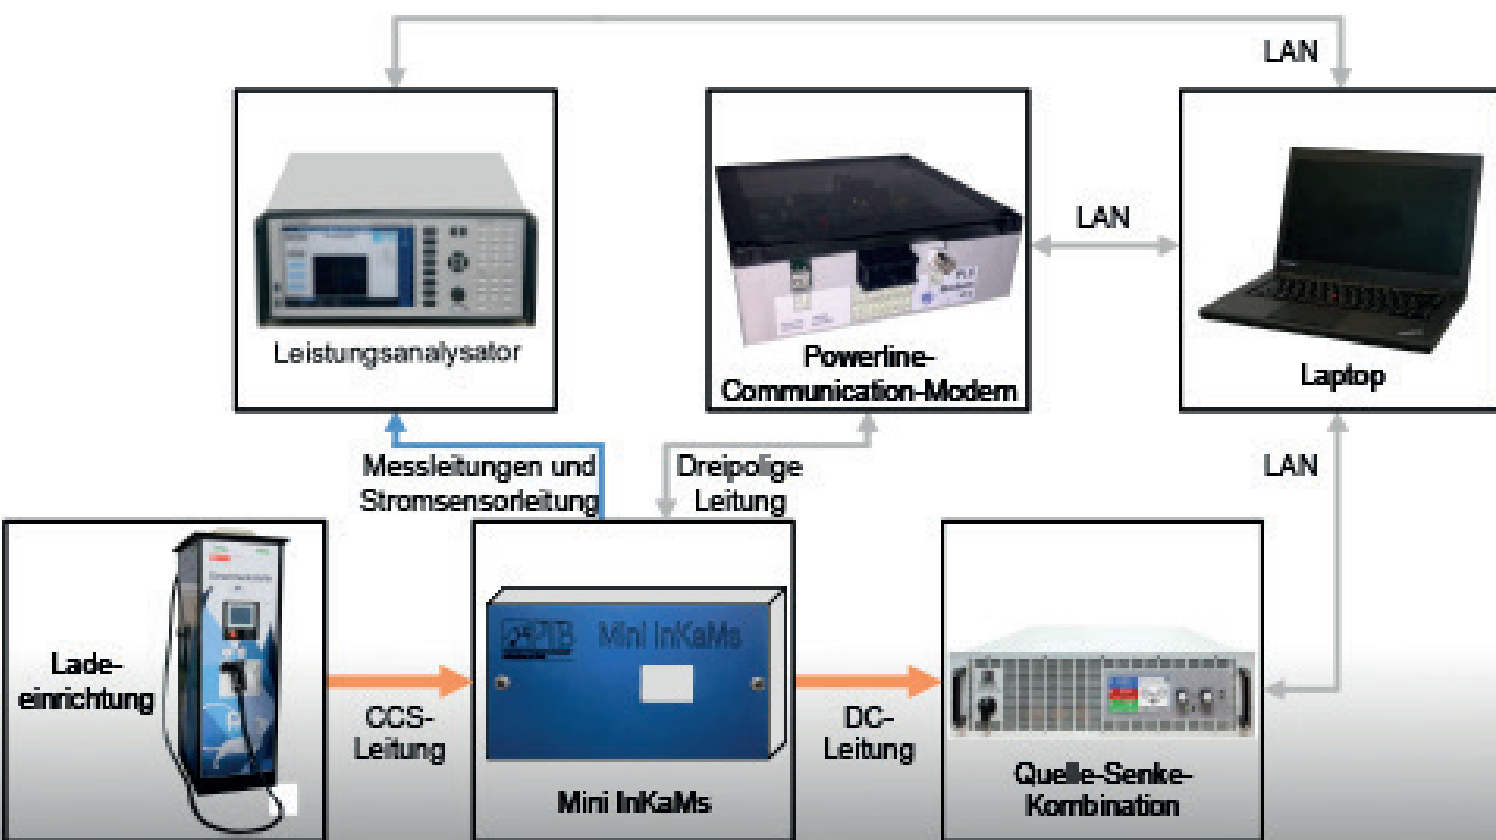 LAN
LAN
Leistungsanalysator
Powerline-
Communication-Modem
Laptop
Messleitungen und
Stromsensorleitung
Dreipolige
Leitung
LAN
PTB Mini InKaMs
Lade-
einrichtung
CCS-
Leitung
DC-
Leitung
Mini InKaMs
Quelle-Senke-
Kombination